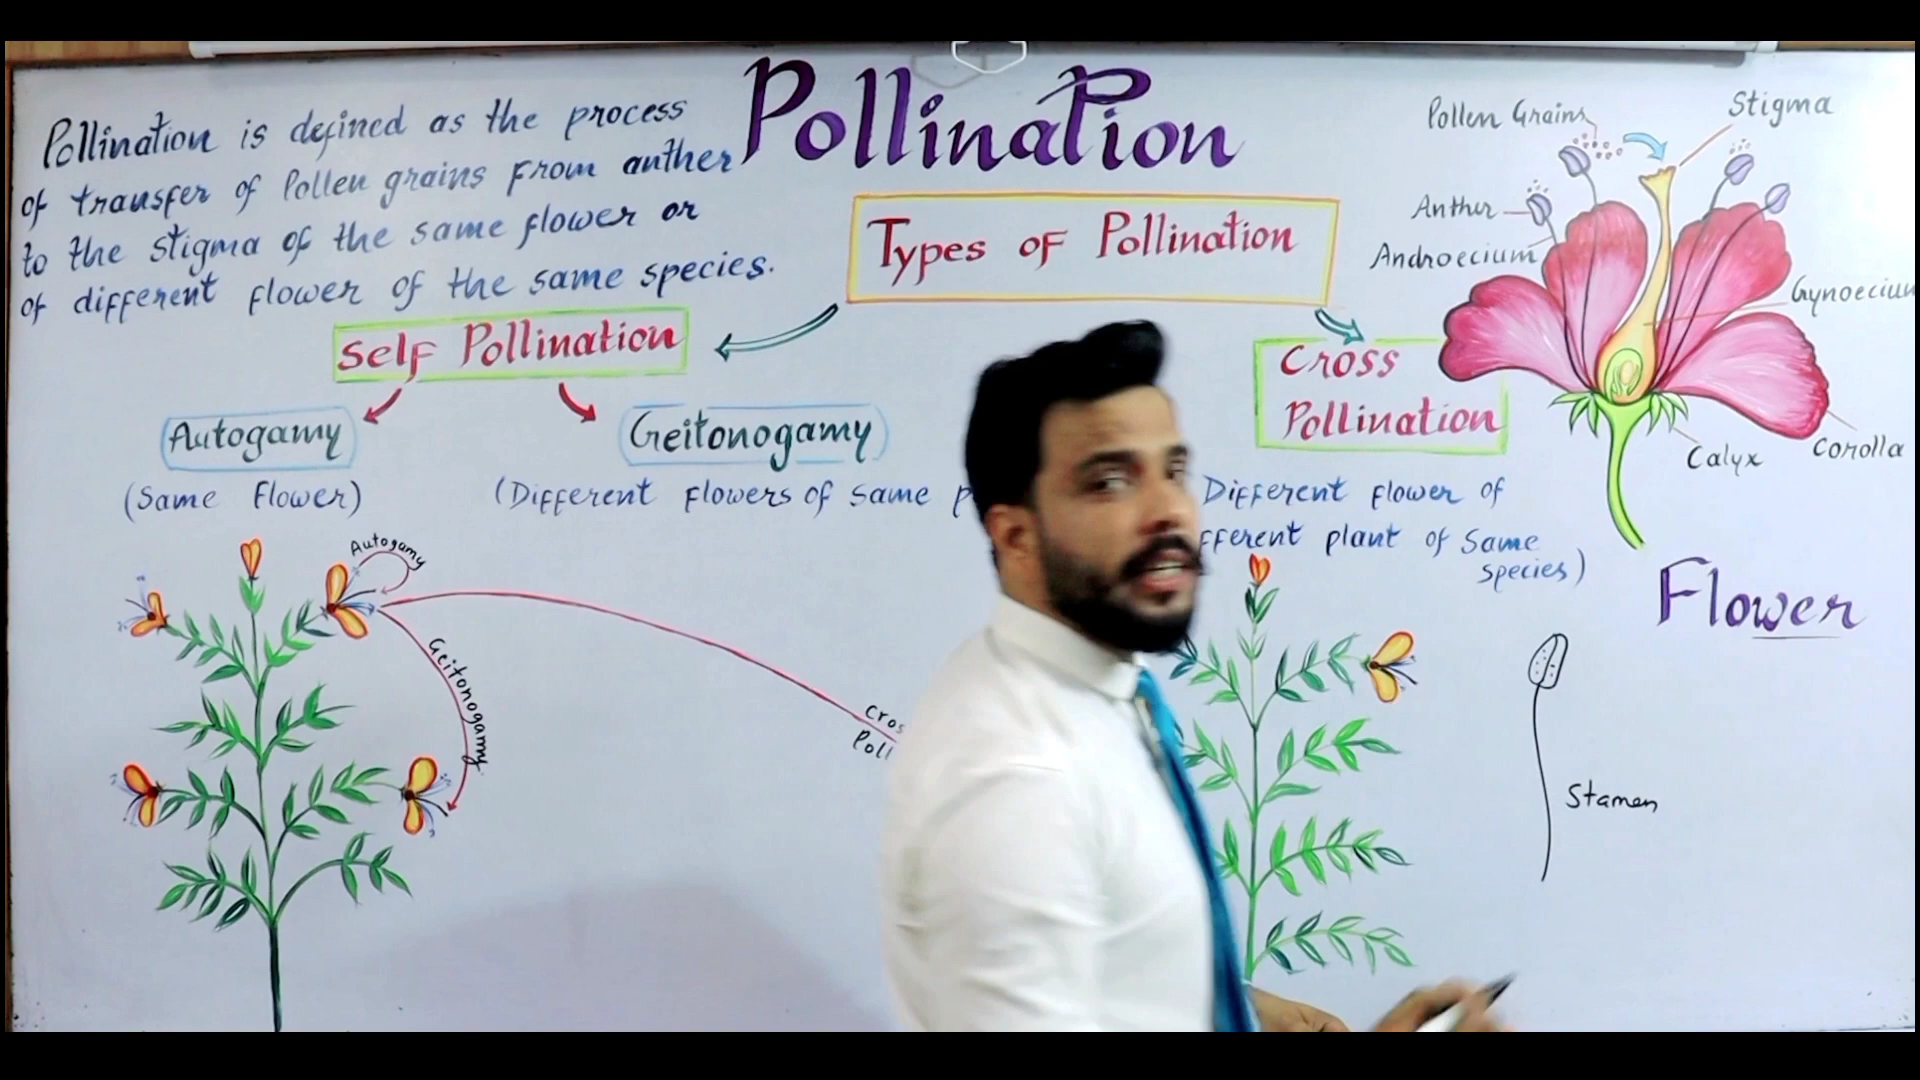 Pollination
Pollination is defined as the process
of transfer of Pollen grains from anther
to the stigma of the same flower or
of different flower of the same species.
Types of Pollination
Self Pollination
Autogamy
(Same Flower)
Geitonogamy
(Different flowers of same
Cross
Pollination
Different flower of
plant of same
species)
Autogamy
Geitonogamy
Pollen Grains
Stigma
Anther
Androecium
Gynoecium
Corolla
Calyx
Flower
Stamen